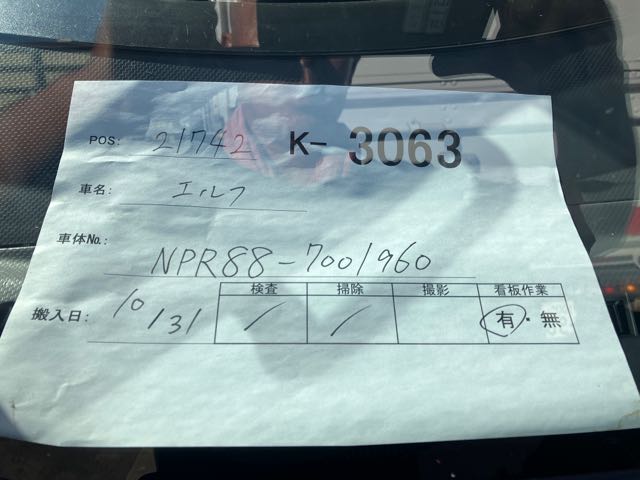 POS: 21742 K- 3063
車名: エルフ
車体No.: NPR88-7001960
搬入日: 10/31
検査 掃除 撮影 看板作業
/ / 有・無